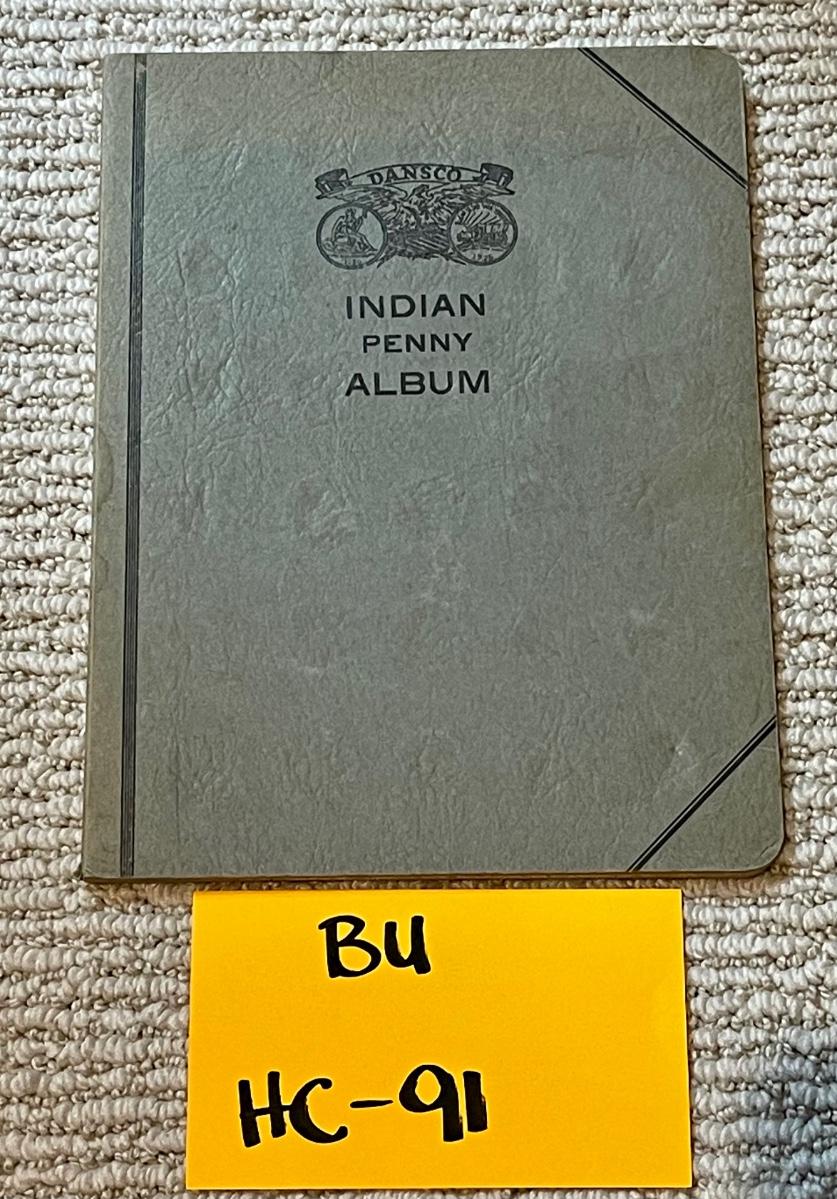 DANSCO
INDIAN
PENNY
ALBUM
BU
HC-91